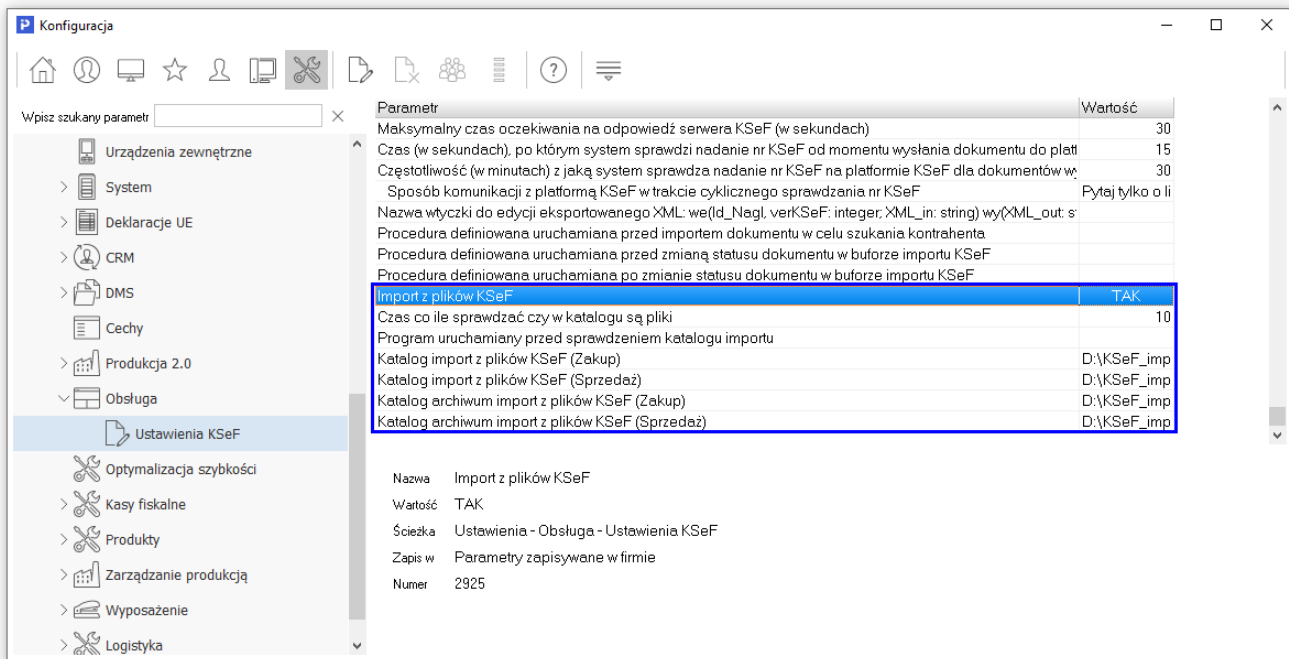 Konfiguracja
Wpisz szukany parametr
Urządzenia zewnętrzne
System
Deklaracje UE
CRM
DMS
Cechy
Produkcja 2.0
Obsługa
Ustawienia KSeF
Optymalizacja szybkości
Kasy fiskalne
Produkty
Zarządzanie produkcją
Wyposażenie
Logistyka
Parametr Wartość
Maksymalny czas oczekiwania na odpowiedź serwera KSeF (w sekundach) 30
Czas (w sekundach), po którym system sprawdzi nadanie nr KSeF od momentu wysłania dokumentu do platf 15
Częstotliwość (w minutach) z jaką system sprawdza nadanie nr KSeF na platformie KSeF dla dokumentów wy 30
Sposób komunikacji z platformą KSeF w trakcie cyklicznego sprawdzania nr KSeF Pytaj tylko o li
Nazwa wtyczki do edycji eksportowanego XML: we(Id_Nagl, verKSeF: integer; XML_in: string) wy(XML_out: st
Procedura definiowana uruchamiana przed importem dokumentu w celu szukania kontrahenta
Procedura definiowana uruchamiana przed zmianą statusu dokumentu w buforze importu KSeF
Procedura definiowana uruchamiana po zmianie statusu dokumentu w buforze importu KSeF
Import z plików KSeF TAK
Czas co ile sprawdzać czy w katalogu są pliki 10
Program uruchamiany przed sprawdzeniem katalogu importu
Katalog import z plików KSeF (Zakup) D:\KSeF_imp
Katalog import z plików KSeF (Sprzedaż) D:\KSeF_imp
Katalog archiwum import z plików KSeF (Zakup) D:\KSeF_imp
Katalog archiwum import z plików KSeF (Sprzedaż) D:\KSeF_imp
Nazwa Import z plików KSeF
Wartość TAK
Ścieżka Ustawienia - Obsługa - Ustawienia KSeF
Zapis w Parametry zapisywane w firmie
Numer 2925